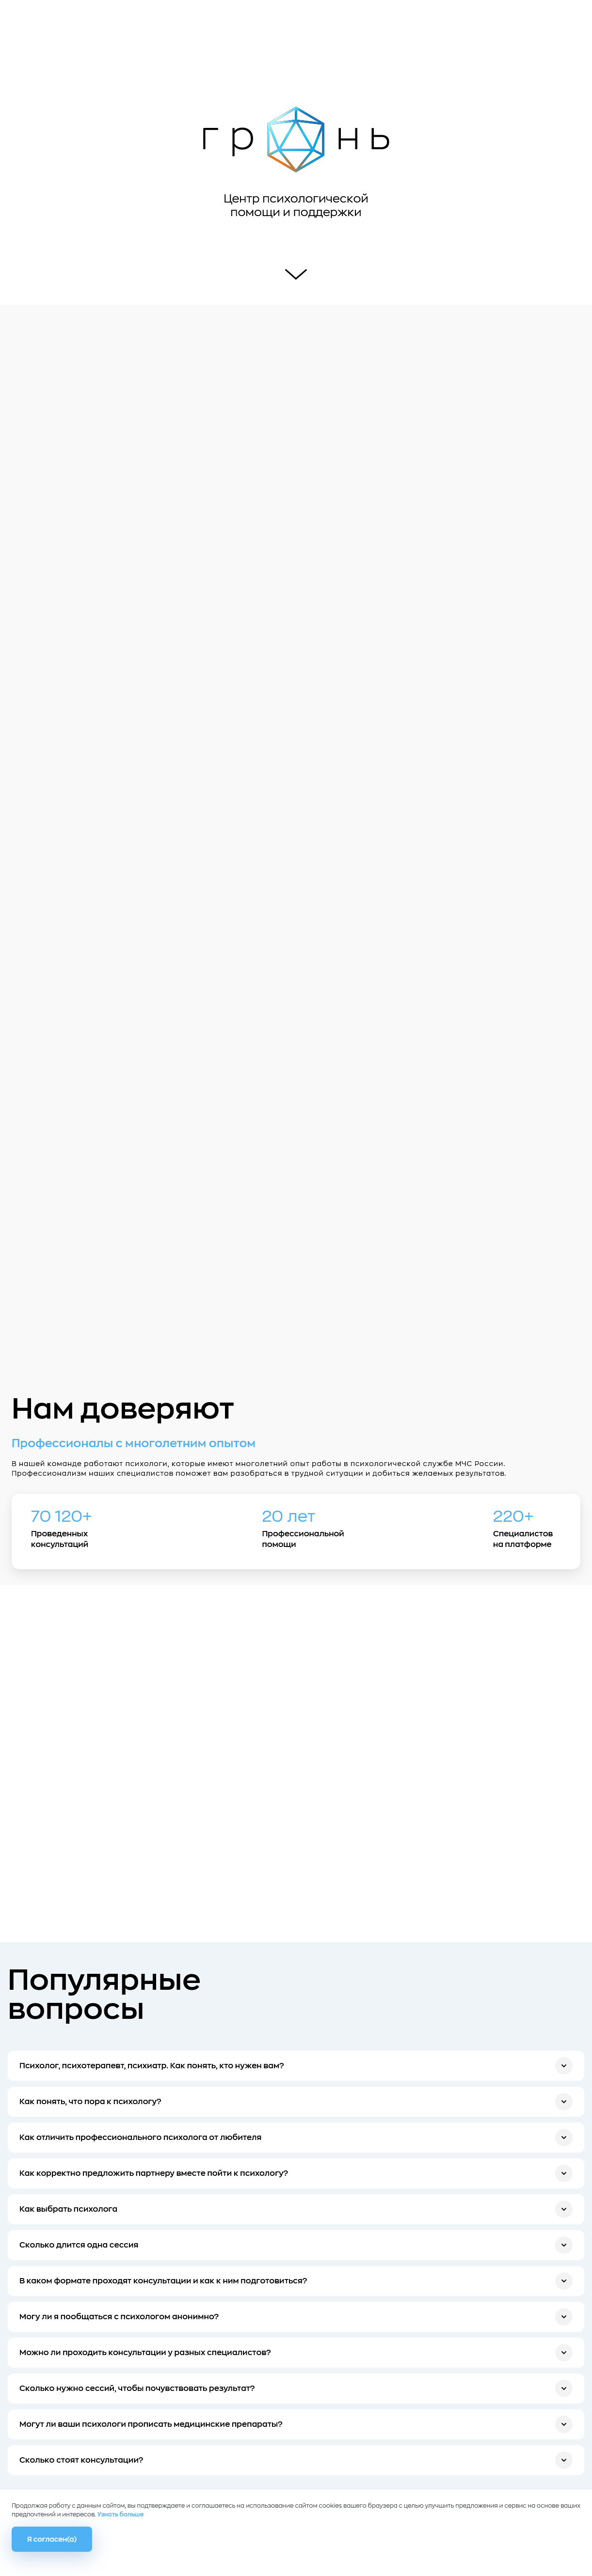 грань
Центр психологической
помощи и поддержки
Нам доверяют
Профессионалы с многолетним опытом
В нашей команде работают психологи, которые имеют многолетний опыт работы в психологической службе МЧС России.
Профессионализм наших специалистов поможет вам разобраться в трудной ситуации и добиться желаемых результатов.
70 120+
Проведенных
консультаций
20 лет
Профессиональной
помощи
220+
Специалистов
на платформе
Популярные
вопросы
Психолог, психотерапевт, психиатр. Как понять, кто нужен вам?
Как понять, что пора к психологу?
Как отличить профессионального психолога от любителя
Как корректно предложить партнеру вместе пойти к психологу?
Как выбрать психолога
Сколько длится одна сессия
В каком формате проходят консультации и как к ним подготовиться?
Могу ли я пообщаться с психологом анонимно?
Можно ли проходить консультации у разных специалистов?
Сколько нужно сессий, чтобы почувствовать результат?
Могут ли ваши психологи прописать медицинские препараты?
Сколько стоят консультации?
Продолжая работу с данным сайтом, вы подтверждаете и соглашаетесь на использование сайтом cookies вашего браузера с целью улучшить предложения и сервис на основе ваших
предпочтений и интересов. Узнать больше
Я согласен(а)